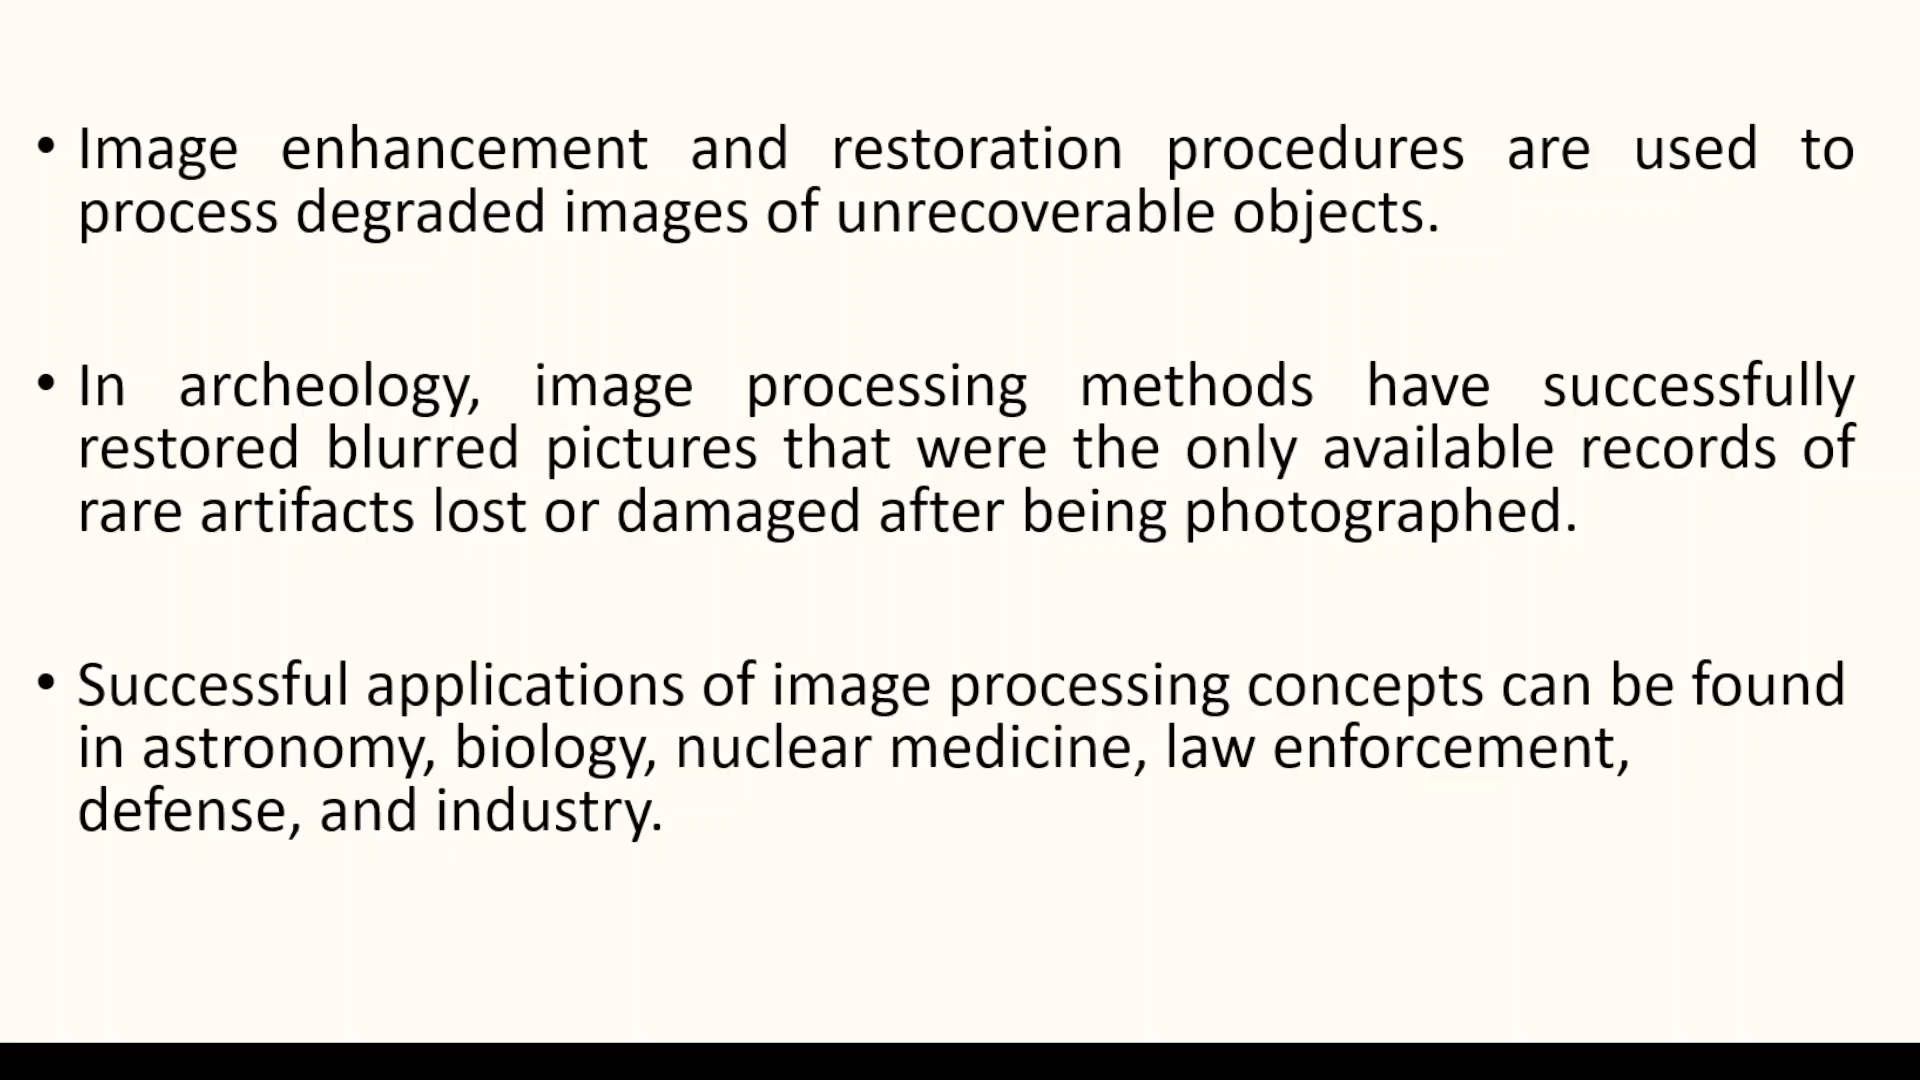 • Image enhancement and restoration procedures are used to
process degraded images of unrecoverable objects.
• In archeology, image processing methods have successfully
restored blurred pictures that were the only available records of
rare artifacts lost or damaged after being photographed.
• Successful applications of image processing concepts can be found
in astronomy, biology, nuclear medicine, law enforcement,
defense, and industry.